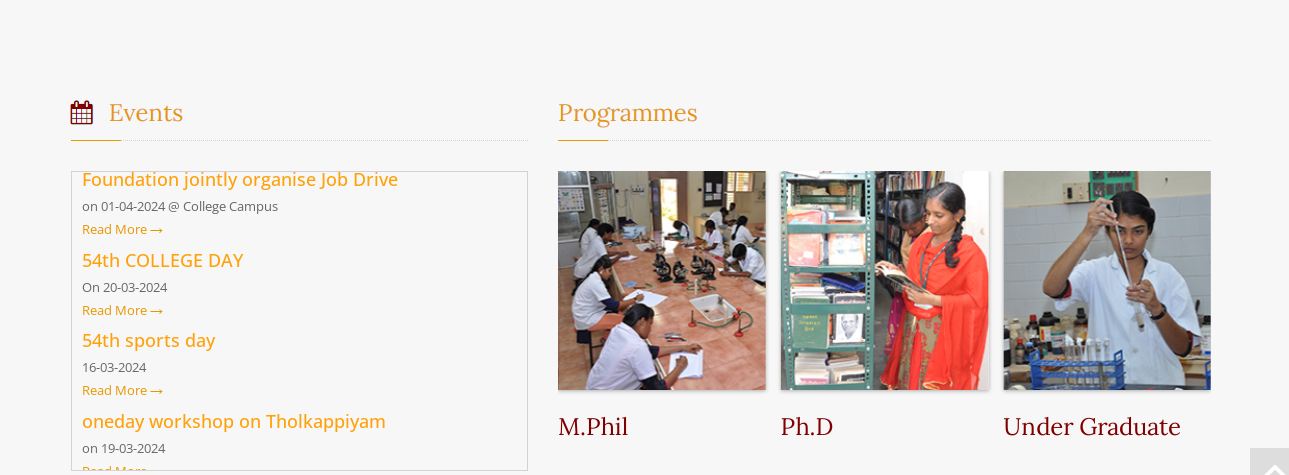 Events
Foundation jointly organise Job Drive
on 01-04-2024 @ College Campus
Read More →
54th COLLEGE DAY
On 20-03-2024
Read More →
54th sports day
16-03-2024
Read More →
oneday workshop on Tholkappiyam
on 19-03-2024
Read More
Programmes
M.Phil
Ph.D
Under Graduate